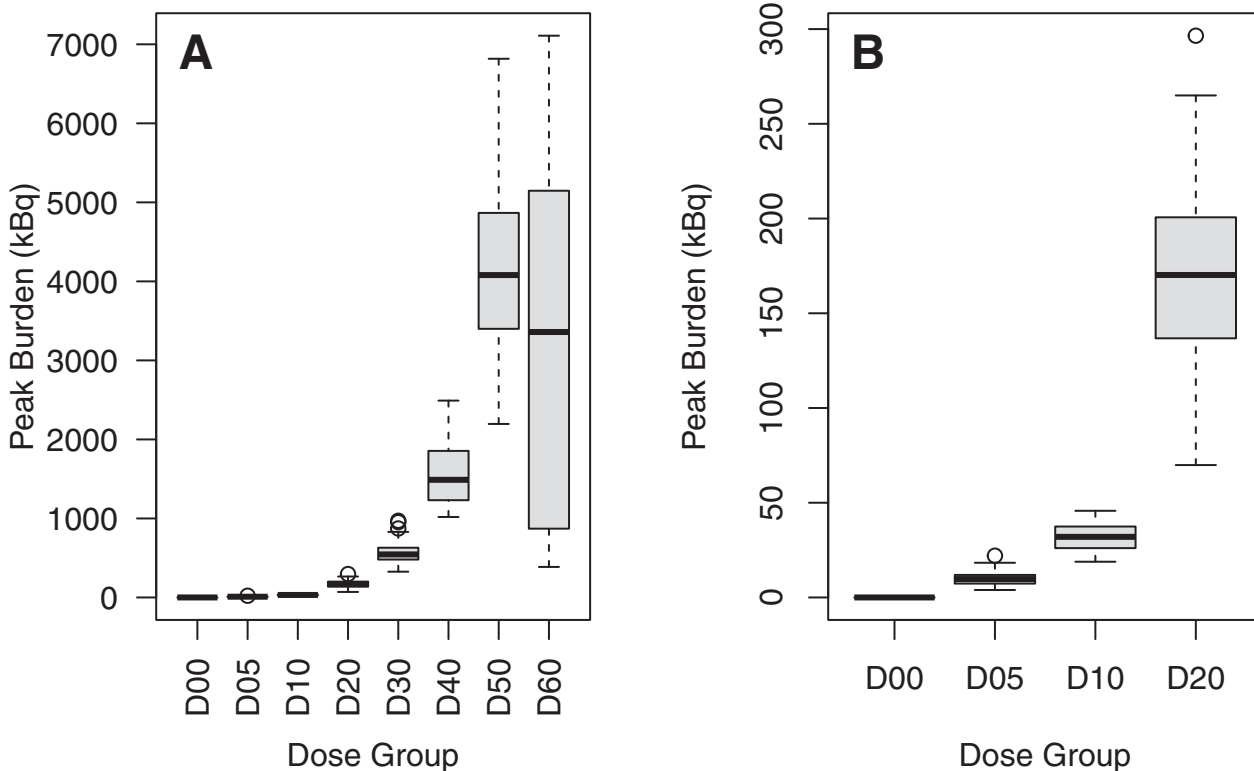 A
Peak Burden (kBq)
7000
6000
5000
4000
3000
2000
1000
0
D00 D05 D10 D20 D30 D40 D50 D60
Dose Group
B
Peak Burden (kBq)
300
250
200
150
100
50
0
D00 D05 D10 D20
Dose Group